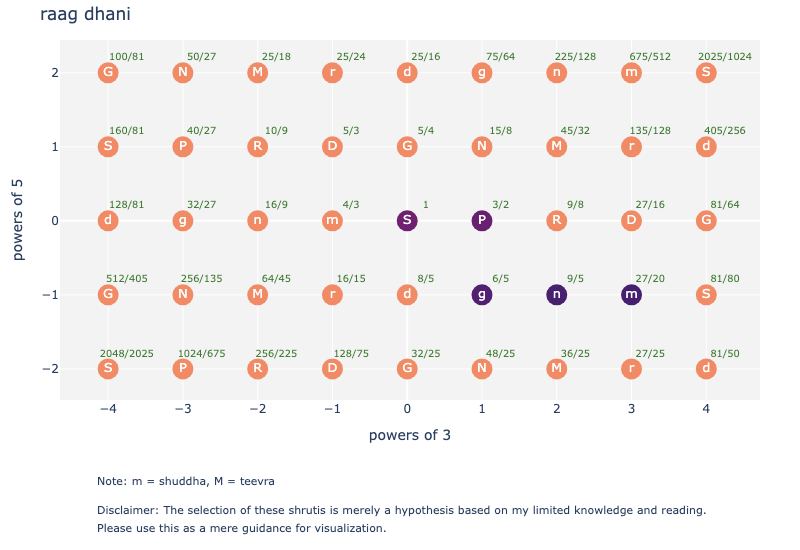 raag dhani
100/81 50/27 25/18 25/24 25/16 75/64 225/128 675/512 2025/1024
2 G N M r d g n m S
160/81 40/27 10/9 5/3 5/4 15/8 45/32 135/128 405/256
1 S P R D G N M r d
128/81 32/27 16/9 4/3 1 3/2 9/8 27/16 81/64
0 d g n m S P R D G
512/405 256/135 64/45 16/15 8/5 6/5 9/5 27/20 81/80
−1 G N M r d g n m S
2048/2025 1024/675 256/225 128/75 32/25 48/25 36/25 27/25 81/50
−2 S P R D G N M r d
−4 −3 −2 −1 0 1 2 3 4
powers of 5
powers of 3
Note: m = shuddha, M = teevra
Disclaimer: The selection of these shrutis is merely a hypothesis based on my limited knowledge and reading.
Please use this as a mere guidance for visualization.